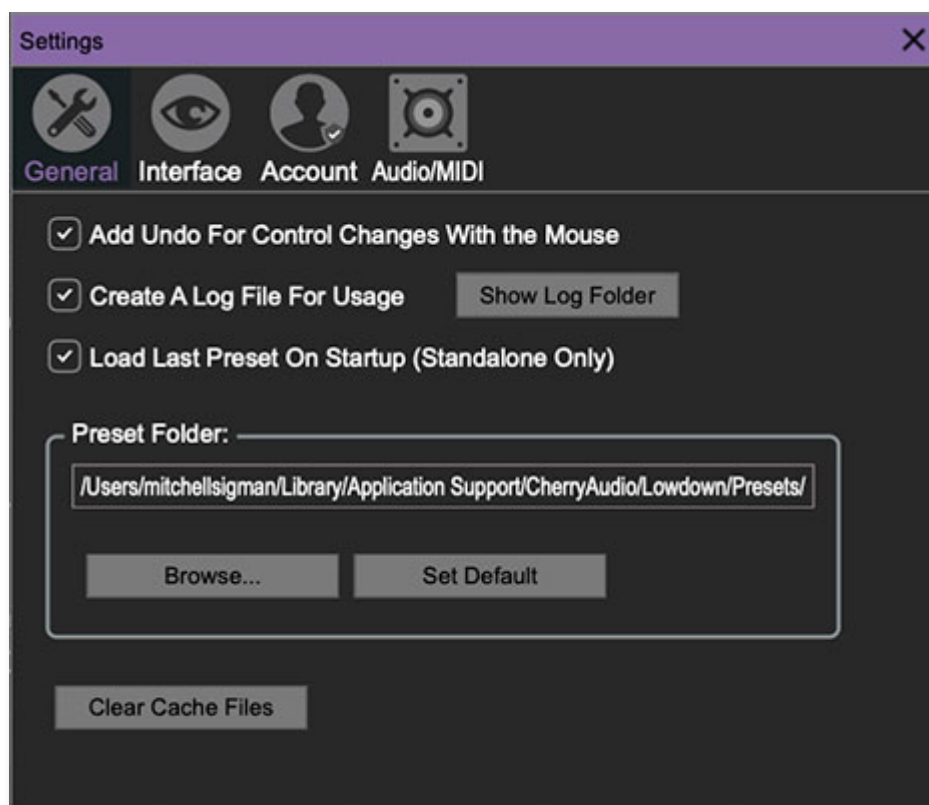 Settings
General Interface Account Audio/MIDI
Add Undo For Control Changes With the Mouse
Create A Log File For Usage Show Log Folder
Load Last Preset On Startup (Standalone Only)
Preset Folder:
/Users/mitchellsigman/Library/Application Support/CherryAudio/Lowdown/Presets/
Browse... Set Default
Clear Cache Files